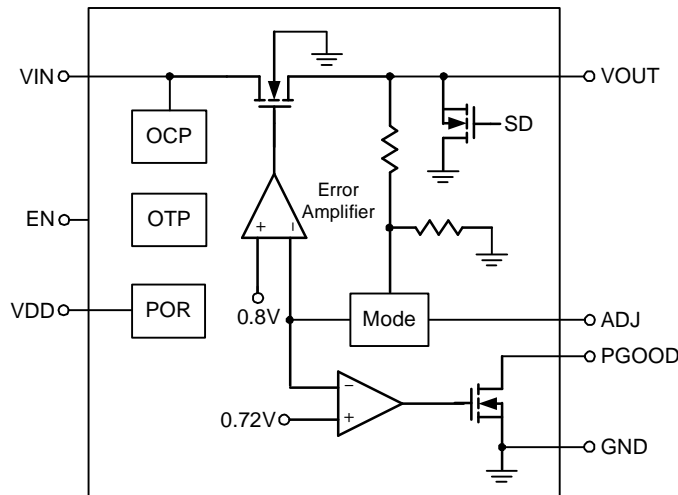 VIN
VOUT
OCP
SD
EN
OTP
Error
Amplifier
+
−
VDD
POR
0.8V
Mode
ADJ
PGOOD
−
0.72V
+
GND